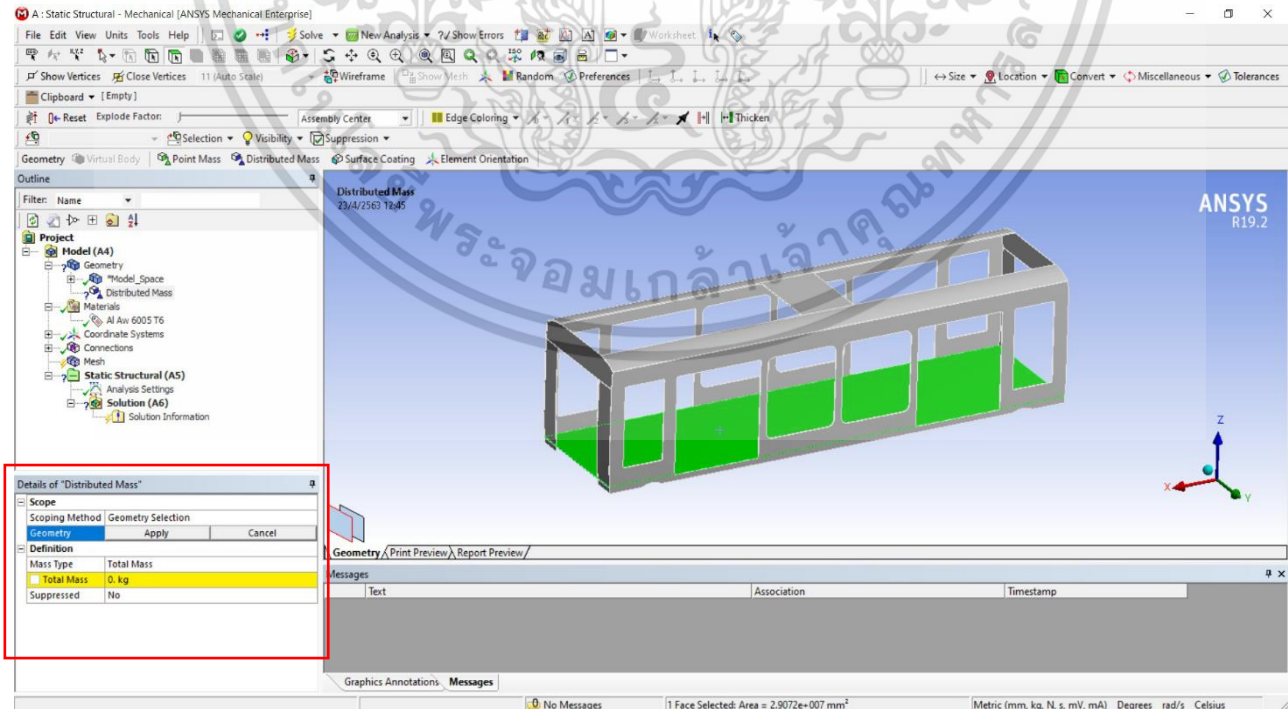 A : Static Structural - Mechanical [ANSYS Mechanical Enterprise]
File Edit View Units Tools Help Solve New Analysis ?/ Show Errors Worksheet
Show Vertices Close Vertices 11 (Auto Scale) Wireframe Show Mesh Random Preferences Size Location Convert Miscellaneous Tolerances
Clipboard [Empty]
Reset Explode Factor: Assembly Center Edge Coloring Thicken
Selection Visibility Suppression
Geometry Virtual Body Point Mass Distributed Mass Surface Coating Element Orientation
Outline
Filter: Name
Project
Model (A4)
Geometry
*Model_Space
Distributed Mass
Materials
Al Aw 6005 T6
Coordinate Systems
Connections
Mesh
Static Structural (A5)
Analysis Settings
Solution (A6)
Solution Information
Distributed Mass
23/4/2563 12:45
ANSYS
R19.2
พระจอมเกล้าเจ้าคุณทหาร
Z
X
Y
Details of "Distributed Mass"
Scope
Scoping Method Geometry Selection
Geometry Apply Cancel
Definition
Mass Type Total Mass
Total Mass 0. kg
Suppressed No
Geometry Print Preview Report Preview
Messages
Text Association Timestamp
Graphics Annotations Messages
No Messages 1 Face Selected: Area = 2.9072e+007 mm² Metric (mm, kg, N, s, mV, mA) Degrees rad/s Celsius